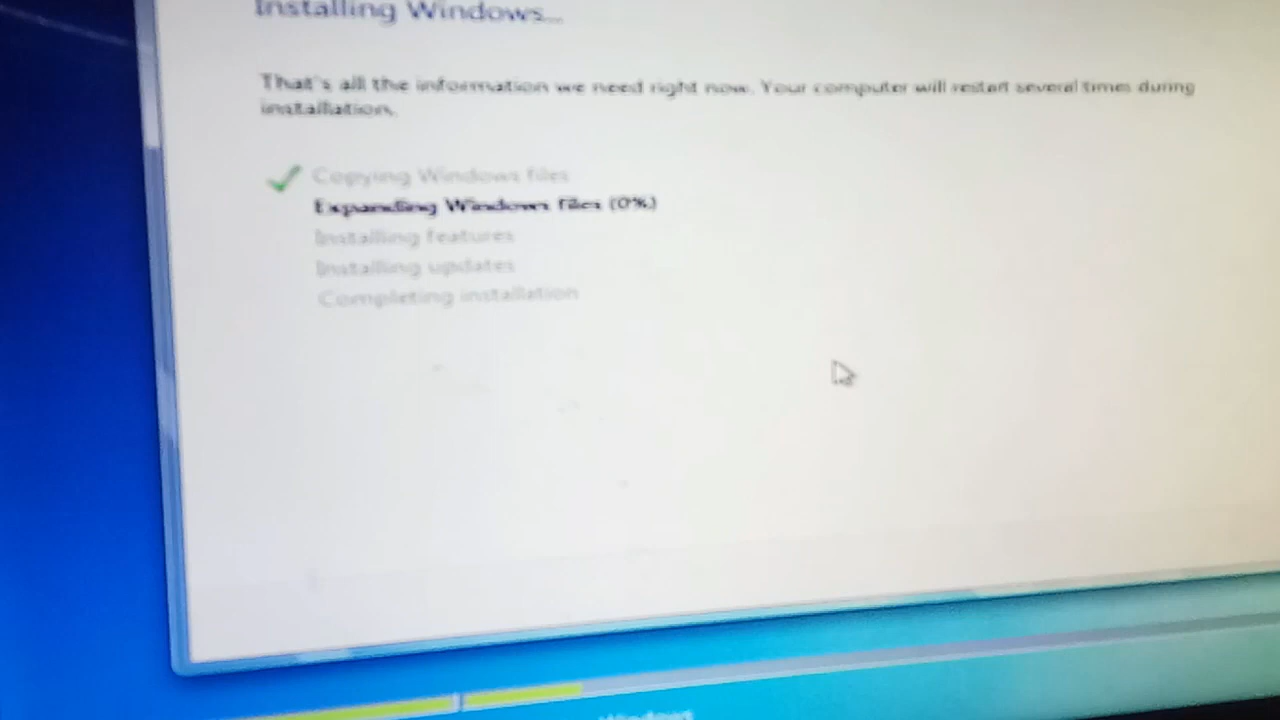 Installing Windows...
That's all the information we need right now. Your computer will restart several times during
installation.
Copying Windows files
Expanding Windows files (0%)
Installing features
Installing updates
Completing installation
Windows